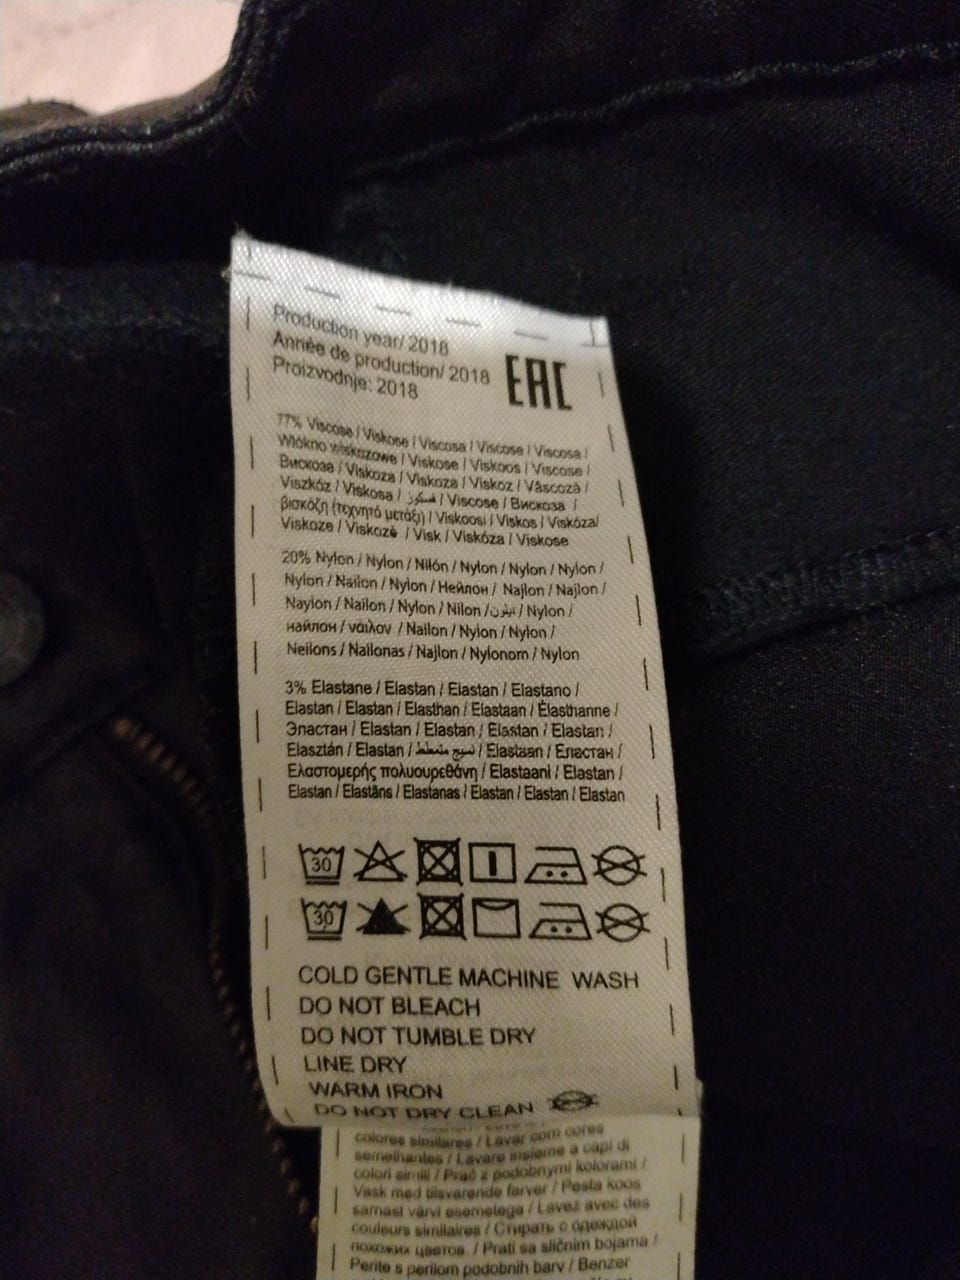 Production year/ 2018
Année de production/ 2018
Proizvodnje: 2018
EAC
77% Viscose / Viskose / Viscosa / Viscose / Viscosa /
Włókno wiskozowe / Viskose / Viskoos / Viscose /
Вискоза / Viskoza / Viskoza / Viskoz / Vâscoză /
Viszkóz / Viskosa / فسكوز / Viscose / Вискоза /
βισκόζη (τεχνητό μετάξι) / Viskoosi / Viskos / Viskóza/
Viskoze / Viskozė / Visk / Viskóza / Viskose
20% Nylon / Nylon / Nilón / Nylon / Nylon / Nylon /
Nylon / Nailon / Nylon / Нейлон / Najlon / Najlon /
Naylon / Nailon / Nylon / Nilon / نيلون / Nylon /
найлон / νάιλον / Nailon / Nylon / Nylon /
Neilons / Nailonas / Najlon / Nylonom / Nylon
3% Elastane / Elastan / Elastan / Elastano /
Elastan / Elastan / Elasthan / Elastaan / Élasthanne /
Эластан / Elastan / Elastan / Elastan / Elastan /
Elasztán / Elastan / نسيج متمطط / Elastaan / Еластан /
Ελαστομερής πολυουρεθάνη / Elastaani / Elastan /
Elastan / Elastāns / Elastanas / Elastan / Elastan / Elastan
30
30
COLD GENTLE MACHINE WASH
DO NOT BLEACH
DO NOT TUMBLE DRY
LINE DRY
WARM IRON
DO NOT DRY CLEAN
colores similares / Lavar com cores
semelhantes / Lavare insieme a capi di
colori simili / Prać z podobnymi kolorami /
Vask med tilsvarende farver / Pesta koos
samast värvi esemetega / Lavez avec des
couleurs similaires / Стирать с одеждой
похожих цветов / Prati sa sličnim bojama /
Perite s perilom podobnih barv / Benzer